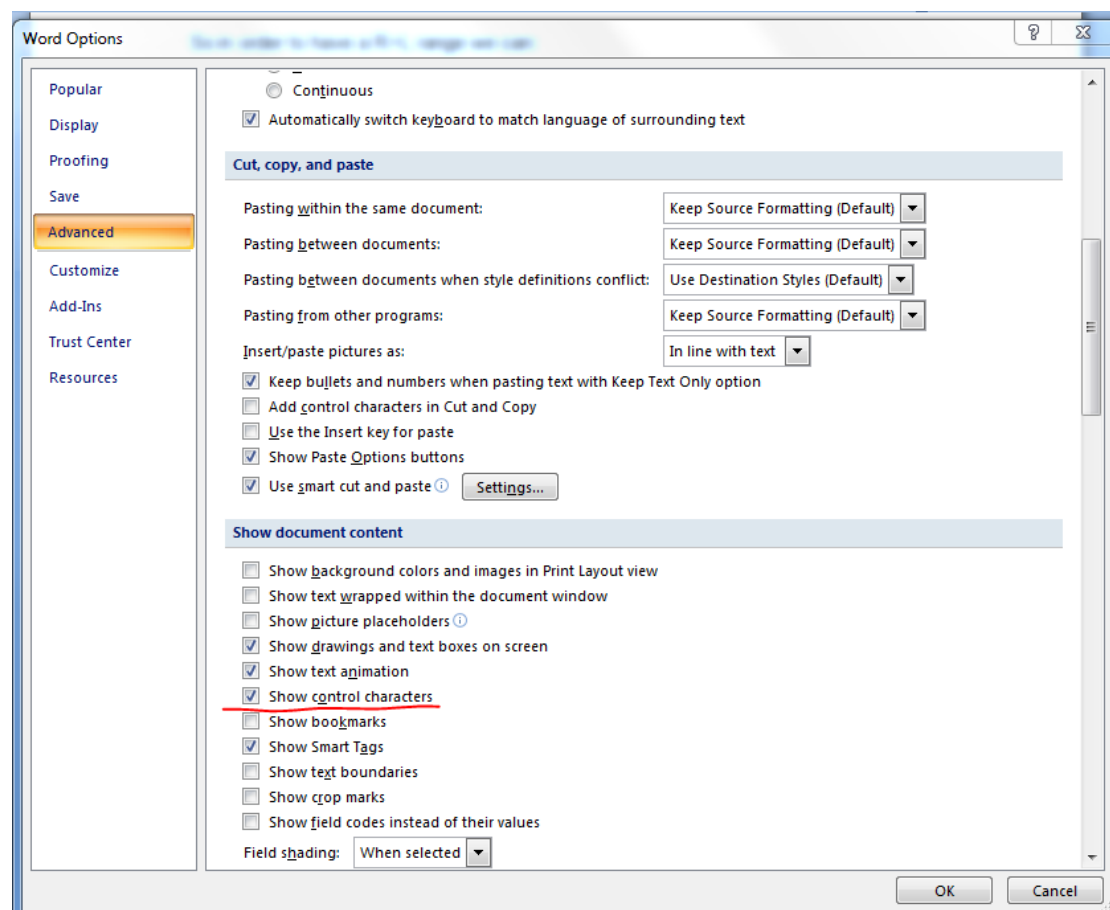 Word Options
Popular
Display
Proofing
Save
Advanced
Customize
Add-Ins
Trust Center
Resources
Continuous
Automatically switch keyboard to match language of surrounding text
Cut, copy, and paste
Pasting within the same document: Keep Source Formatting (Default)
Pasting between documents: Keep Source Formatting (Default)
Pasting between documents when style definitions conflict: Use Destination Styles (Default)
Pasting from other programs: Keep Source Formatting (Default)
Insert/paste pictures as: In line with text
Keep bullets and numbers when pasting text with Keep Text Only option
Add control characters in Cut and Copy
Use the Insert key for paste
Show Paste Options buttons
Use smart cut and paste Settings...
Show document content
Show background colors and images in Print Layout view
Show text wrapped within the document window
Show picture placeholders
Show drawings and text boxes on screen
Show text animation
Show control characters
Show bookmarks
Show Smart Tags
Show text boundaries
Show crop marks
Show field codes instead of their values
Field shading: When selected
OK Cancel